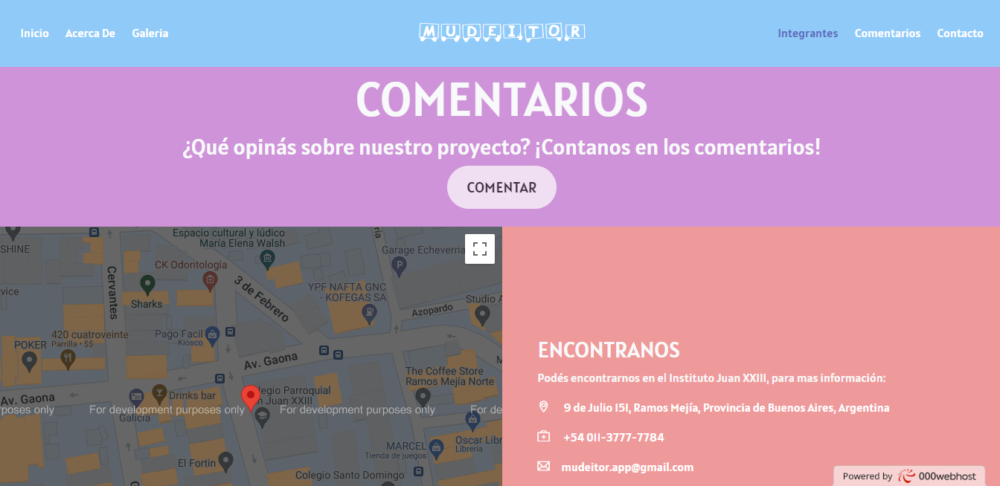 Inicio Acerca De Galeria
MUDEITOR
Integrantes Comentarios Contacto
COMENTARIOS
¿Qué opinás sobre nuestro proyecto? ¡Contanos en los comentarios!
COMENTAR
SHINE
Espacio cultural y lúdico
María Elena Walsh
Garage Echeverria
P
CK Odontologia
Cervantes
3 de Febrero
YPF NAFTA GNC
- KOFEGAS SA
vice
Sharks
Azopardo
Studio
420 cuatroveinte
Parrilla • $$
Pago Facil
Kiosco
POKER
Av. Gaona
The Coffee Store
Ramos Mejía Norte
Av. Gaona
Drinks bar
legio Parroquial
n Juan XXIII
rposes only
For development purposes only
For development purposes only
For de
Galicia
MARCEL
Tienda de juegos
Oscar Libr
Librería
El Fortin
Colegio Santo Domingo
ENCONTRANOS
Podés encontrarnos en el Instituto Juan XXIII, para mas información:
9 de Julio 151, Ramos Mejía, Provincia de Buenos Aires, Argentina
+54 011-3777-7784
mudeitor.app@gmail.com
Powered by 000webhost